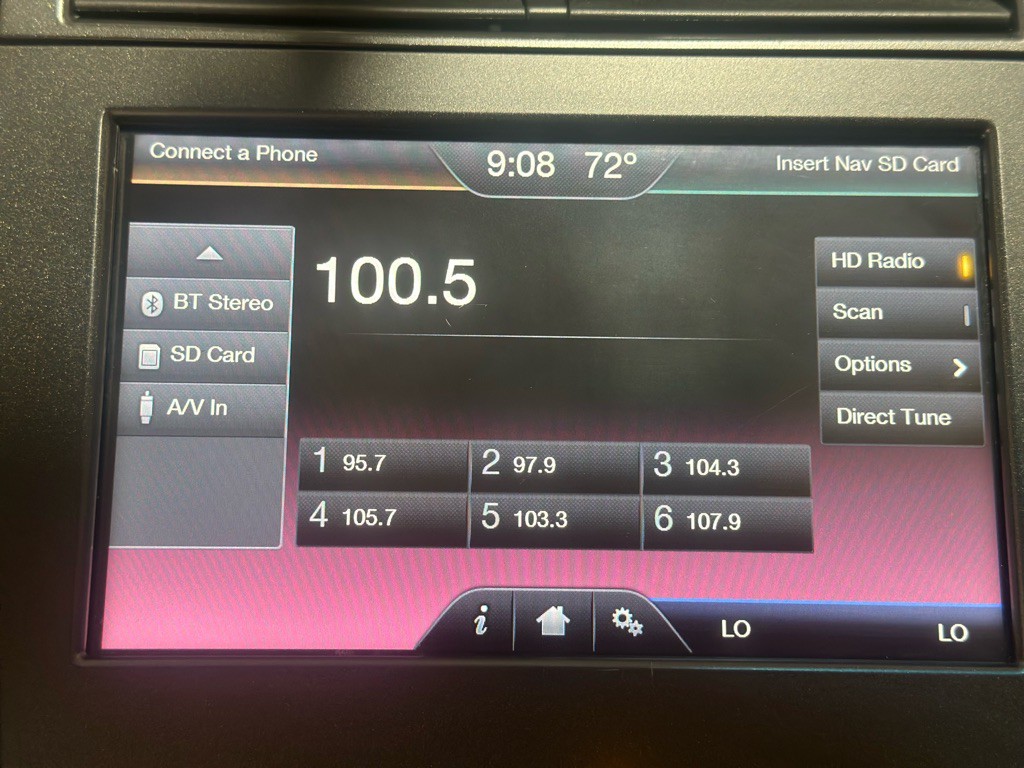 Connect a Phone
9:08 72°
Insert Nav SD Card
BT Stereo
SD Card
A/V In
100.5
HD Radio
Scan
Options
Direct Tune
1 95.7
2 97.9
3 104.3
4 105.7
5 103.3
6 107.9
i
LO
LO